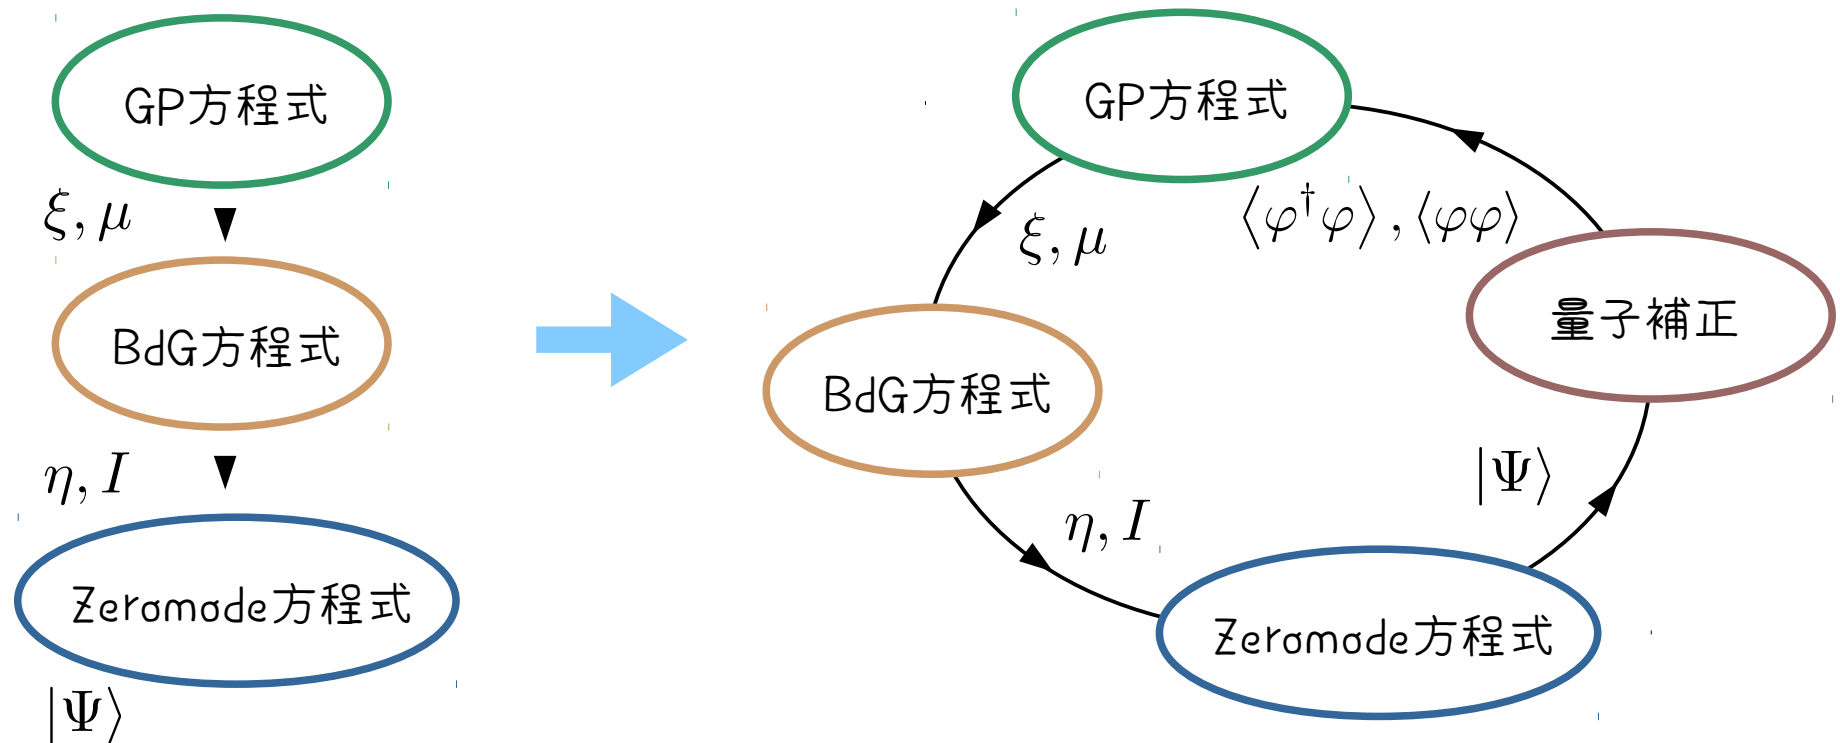 GP方程式
ξ, μ
BdG方程式
η, I
Zeromode方程式
|Ψ⟩
GP方程式
⟨φ†φ⟩, ⟨φφ⟩
ξ, μ
量子補正
BdG方程式
|Ψ⟩
η, I
Zeromode方程式